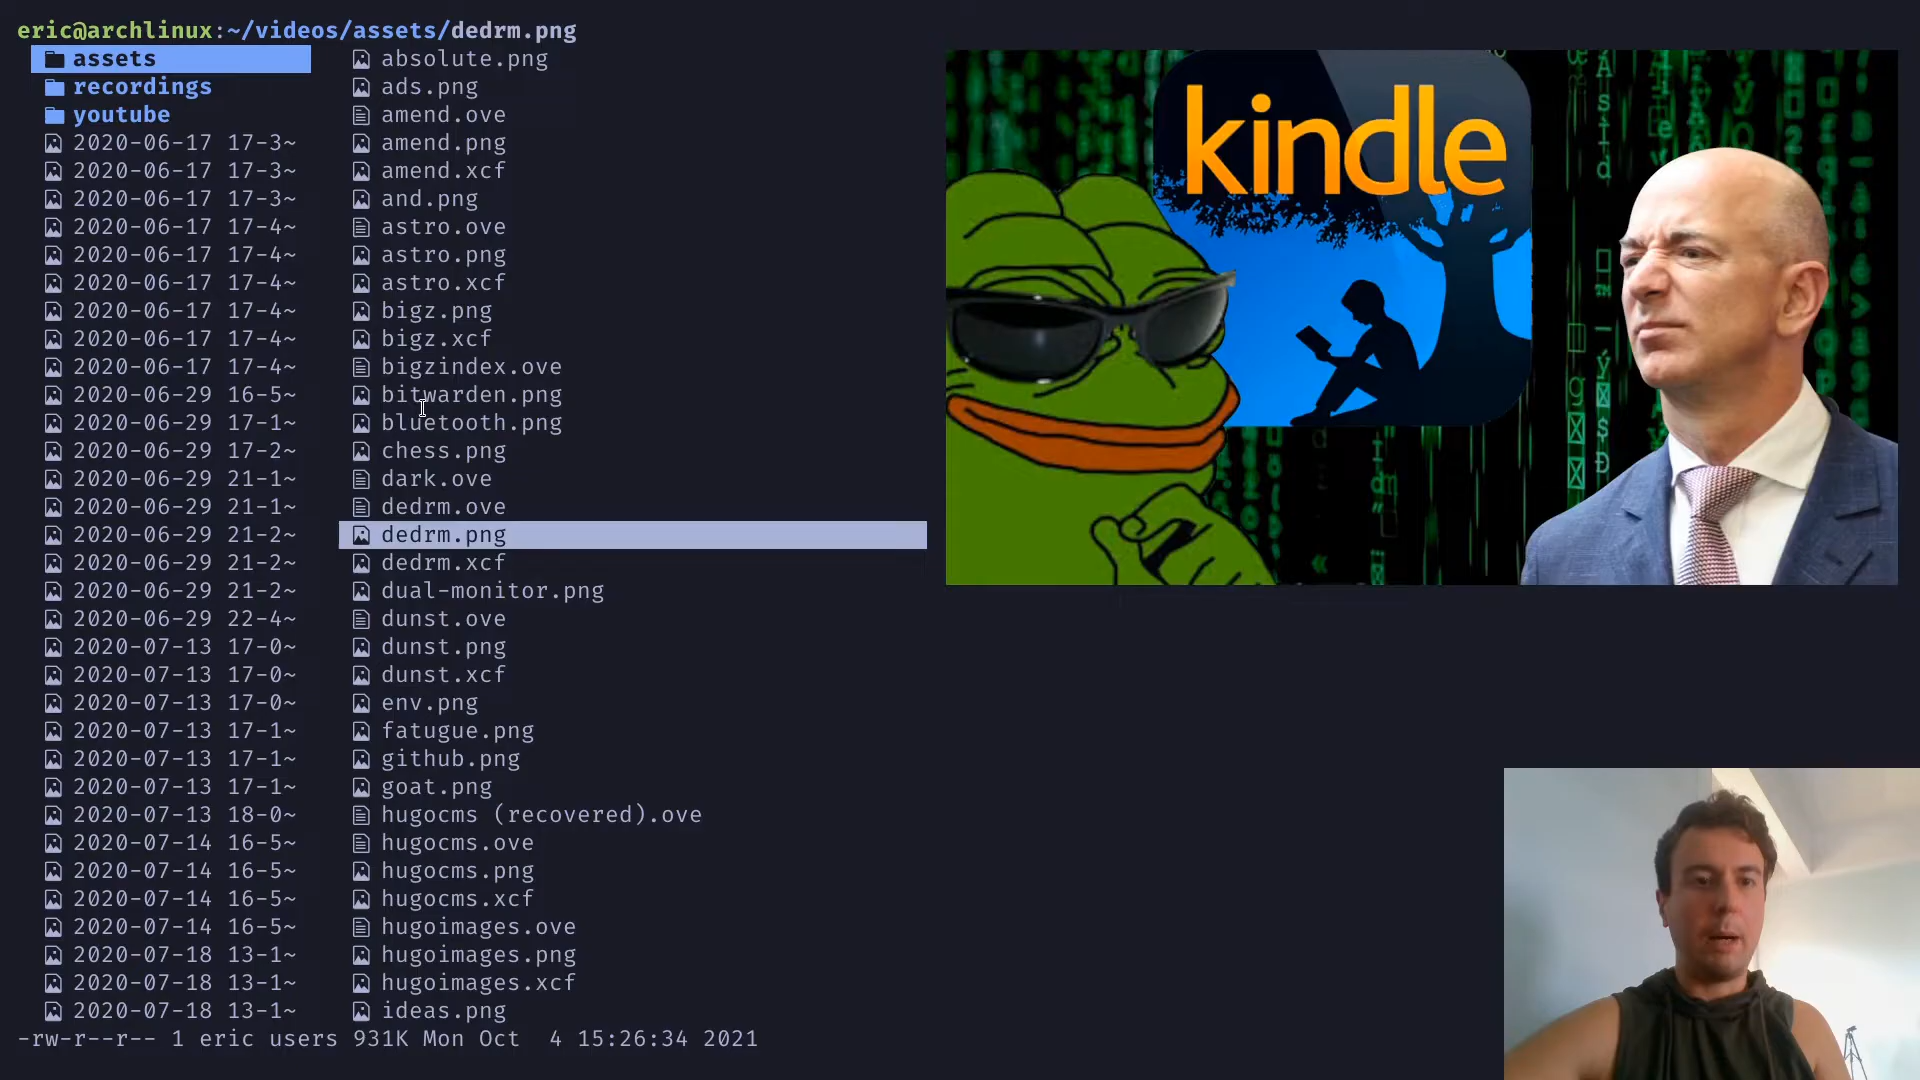 eric@archlinux:~/videos/assets/dedrm.png
assets
recordings
youtube
2020-06-17 17-3~
2020-06-17 17-3~
2020-06-17 17-3~
2020-06-17 17-4~
2020-06-17 17-4~
2020-06-17 17-4~
2020-06-17 17-4~
2020-06-17 17-4~
2020-06-17 17-4~
2020-06-29 16-5~
2020-06-29 17-1~
2020-06-29 17-2~
2020-06-29 21-1~
2020-06-29 21-1~
2020-06-29 21-2~
2020-06-29 21-2~
2020-06-29 21-2~
2020-06-29 22-4~
2020-07-13 17-0~
2020-07-13 17-0~
2020-07-13 17-0~
2020-07-13 17-1~
2020-07-13 17-1~
2020-07-13 17-1~
2020-07-13 18-0~
2020-07-14 16-5~
2020-07-14 16-5~
2020-07-14 16-5~
2020-07-14 16-5~
2020-07-18 13-1~
2020-07-18 13-1~
2020-07-18 13-1~
absolute.png
ads.png
amend.ove
amend.png
amend.xcf
and.png
astro.ove
astro.png
astro.xcf
bigz.png
bigz.xcf
bigzindex.ove
bitwarden.png
bluetooth.png
chess.png
dark.ove
dedrm.ove
dedrm.png
dedrm.xcf
dual-monitor.png
dunst.ove
dunst.png
dunst.xcf
env.png
fatugue.png
github.png
goat.png
hugocms (recovered).ove
hugocms.ove
hugocms.png
hugocms.xcf
hugoimages.ove
hugoimages.png
hugoimages.xcf
ideas.png
kindle
-rw-r--r-- 1 eric users 931K Mon Oct  4 15:26:34 2021